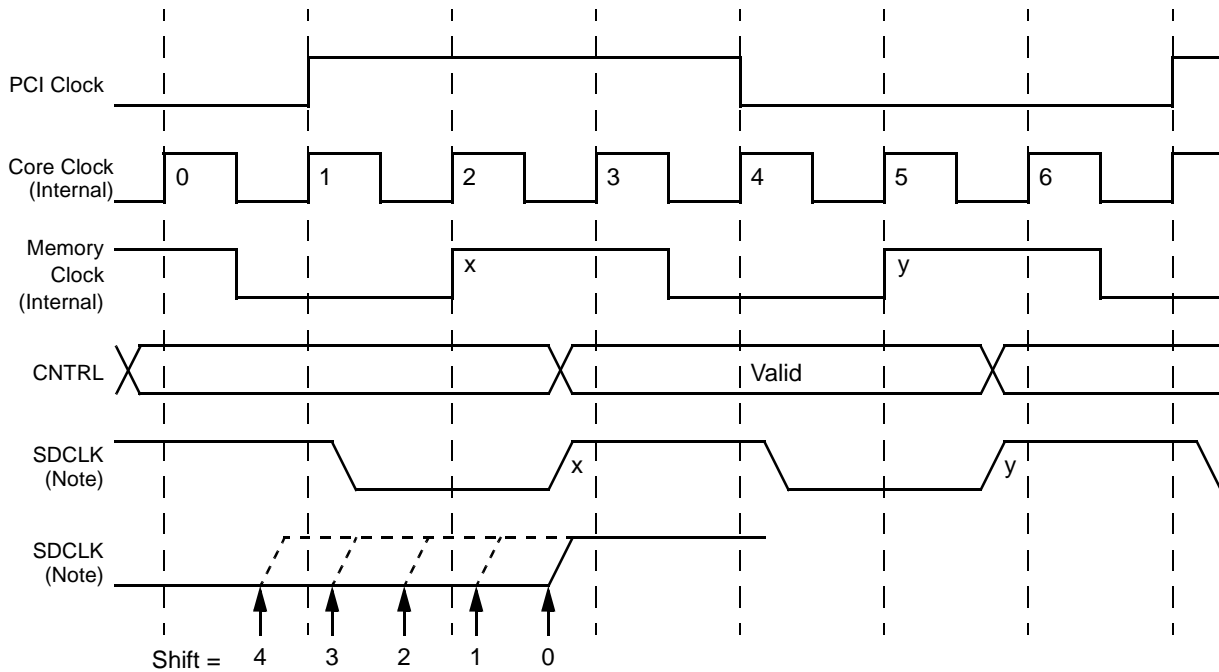 PCI Clock
Core Clock
(Internal)
0 1 2 3 4 5 6
Memory
Clock
(Internal)
x y
CNTRL
Valid
SDCLK
(Note)
x y
SDCLK
(Note)
Shift = 4 3 2 1 0